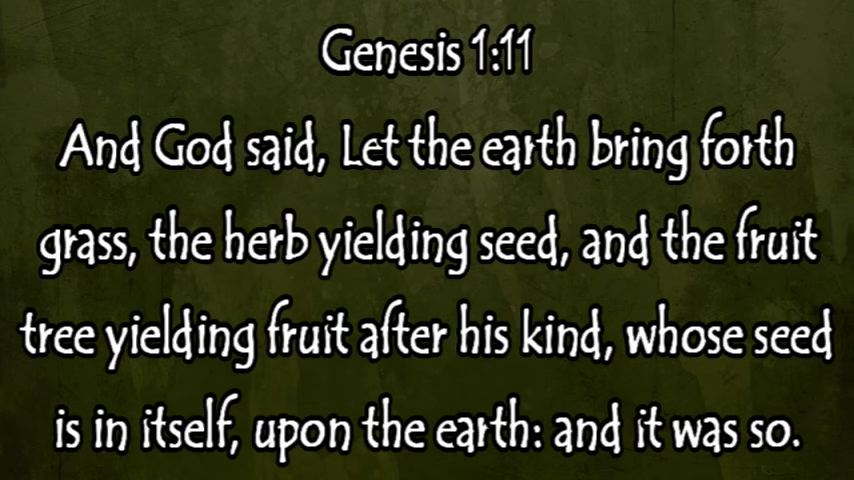 Genesis 1:11
And God said, Let the earth bring forth
grass, the herb yielding seed, and the fruit
tree yielding fruit after his kind, whose seed
is in itself, upon the earth: and it was so.